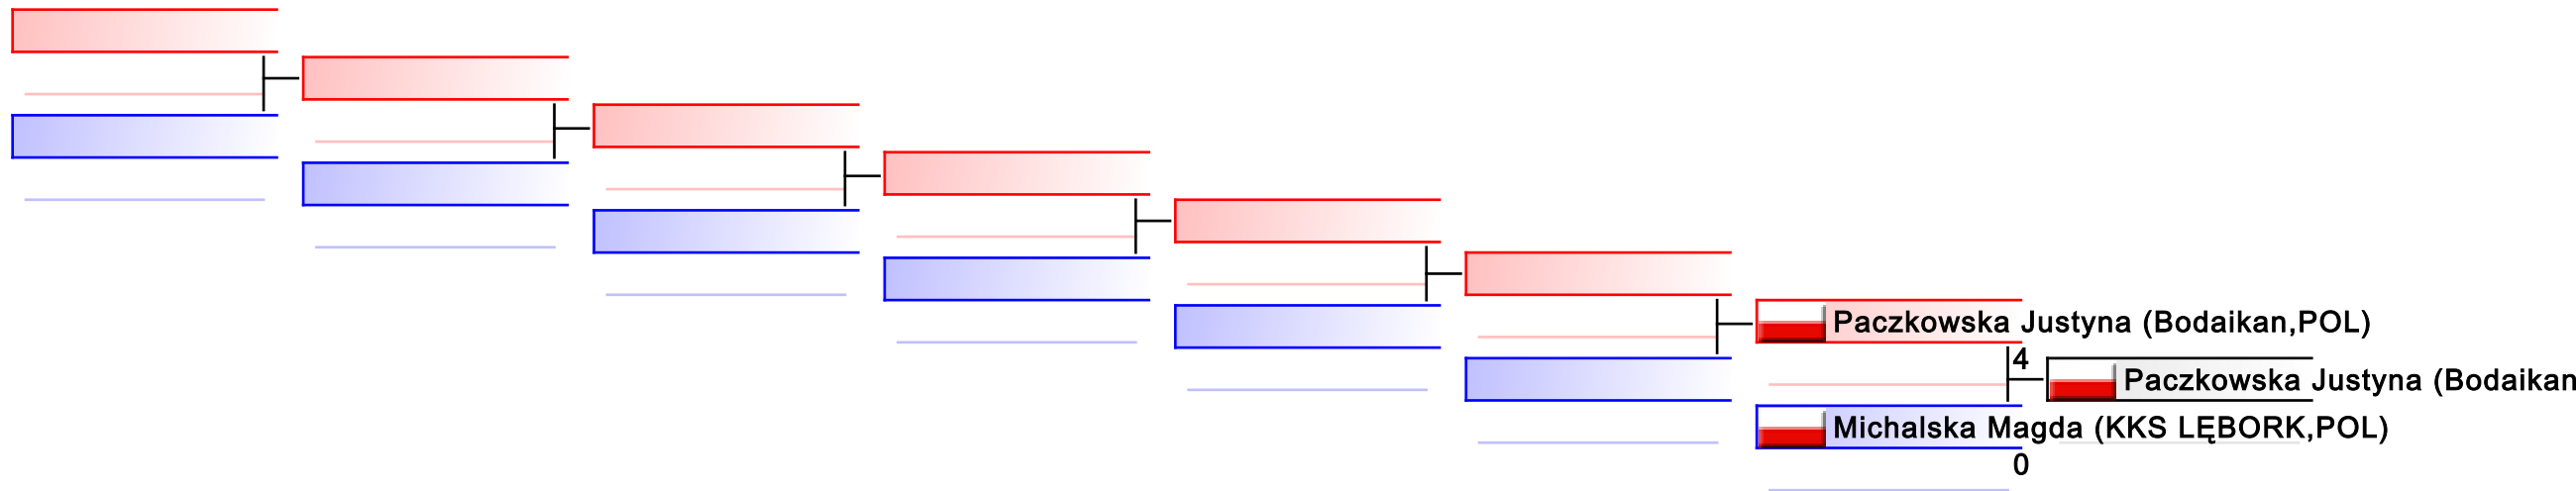 Paczkowska Justyna (Bodaikan,POL)
4
Paczkowska Justyna (Bodaikan
Michalska Magda (KKS LĘBORK,POL)
0